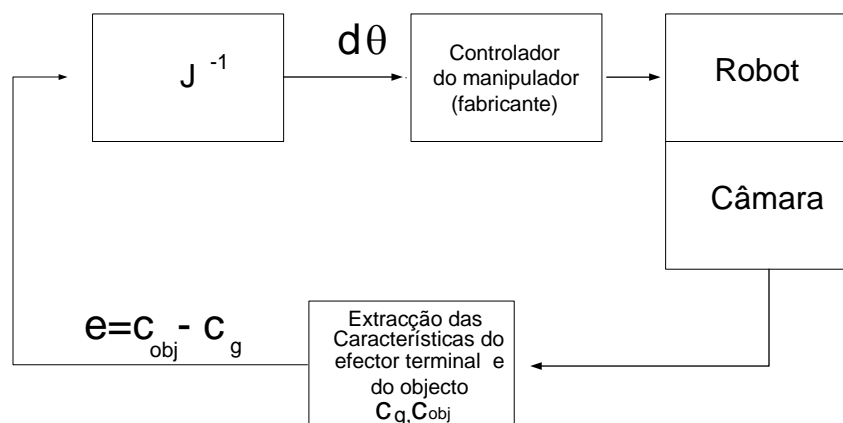 J -1
dθ
Controlador
do manipulador
(fabricante)
Robot
Câmara
e=c obj - c g
Extracção das
Características do
efector terminal e
do objecto
c g, c obj